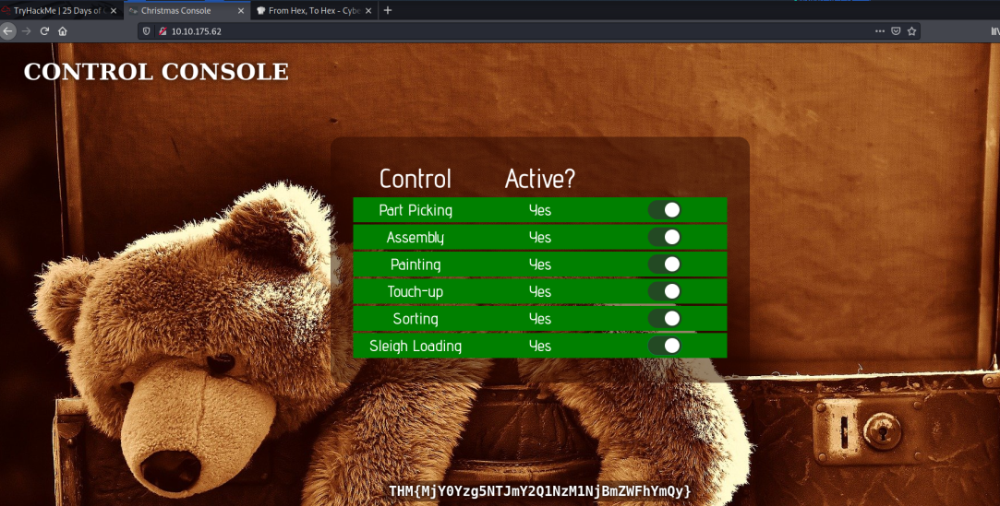 TryHackMe | 25 Days of
Christmas Console
From Hex, To Hex - Cybe
10.10.175.62
CONTROL CONSOLE
Control Active?
Part Picking Yes
Assembly Yes
Painting Yes
Touch-up Yes
Sorting Yes
Sleigh Loading Yes
THM{MjY0Yzg5NTJmY2Q1NzM1NjBmZWFhYmQy}